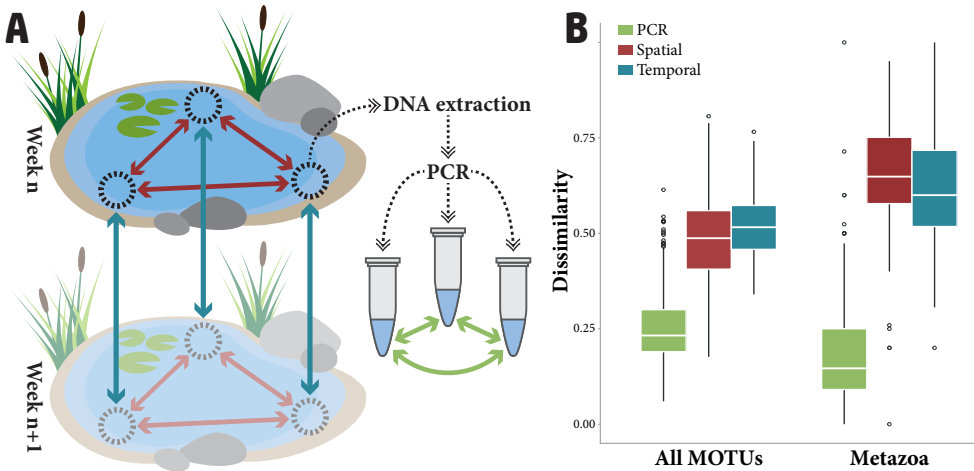 A
Week n
DNA extraction
PCR
Week n+1
B
PCR
Spatial
Temporal
Dissimilarity
0.75
0.50
0.25
0.00
All MOTUs
Metazoa